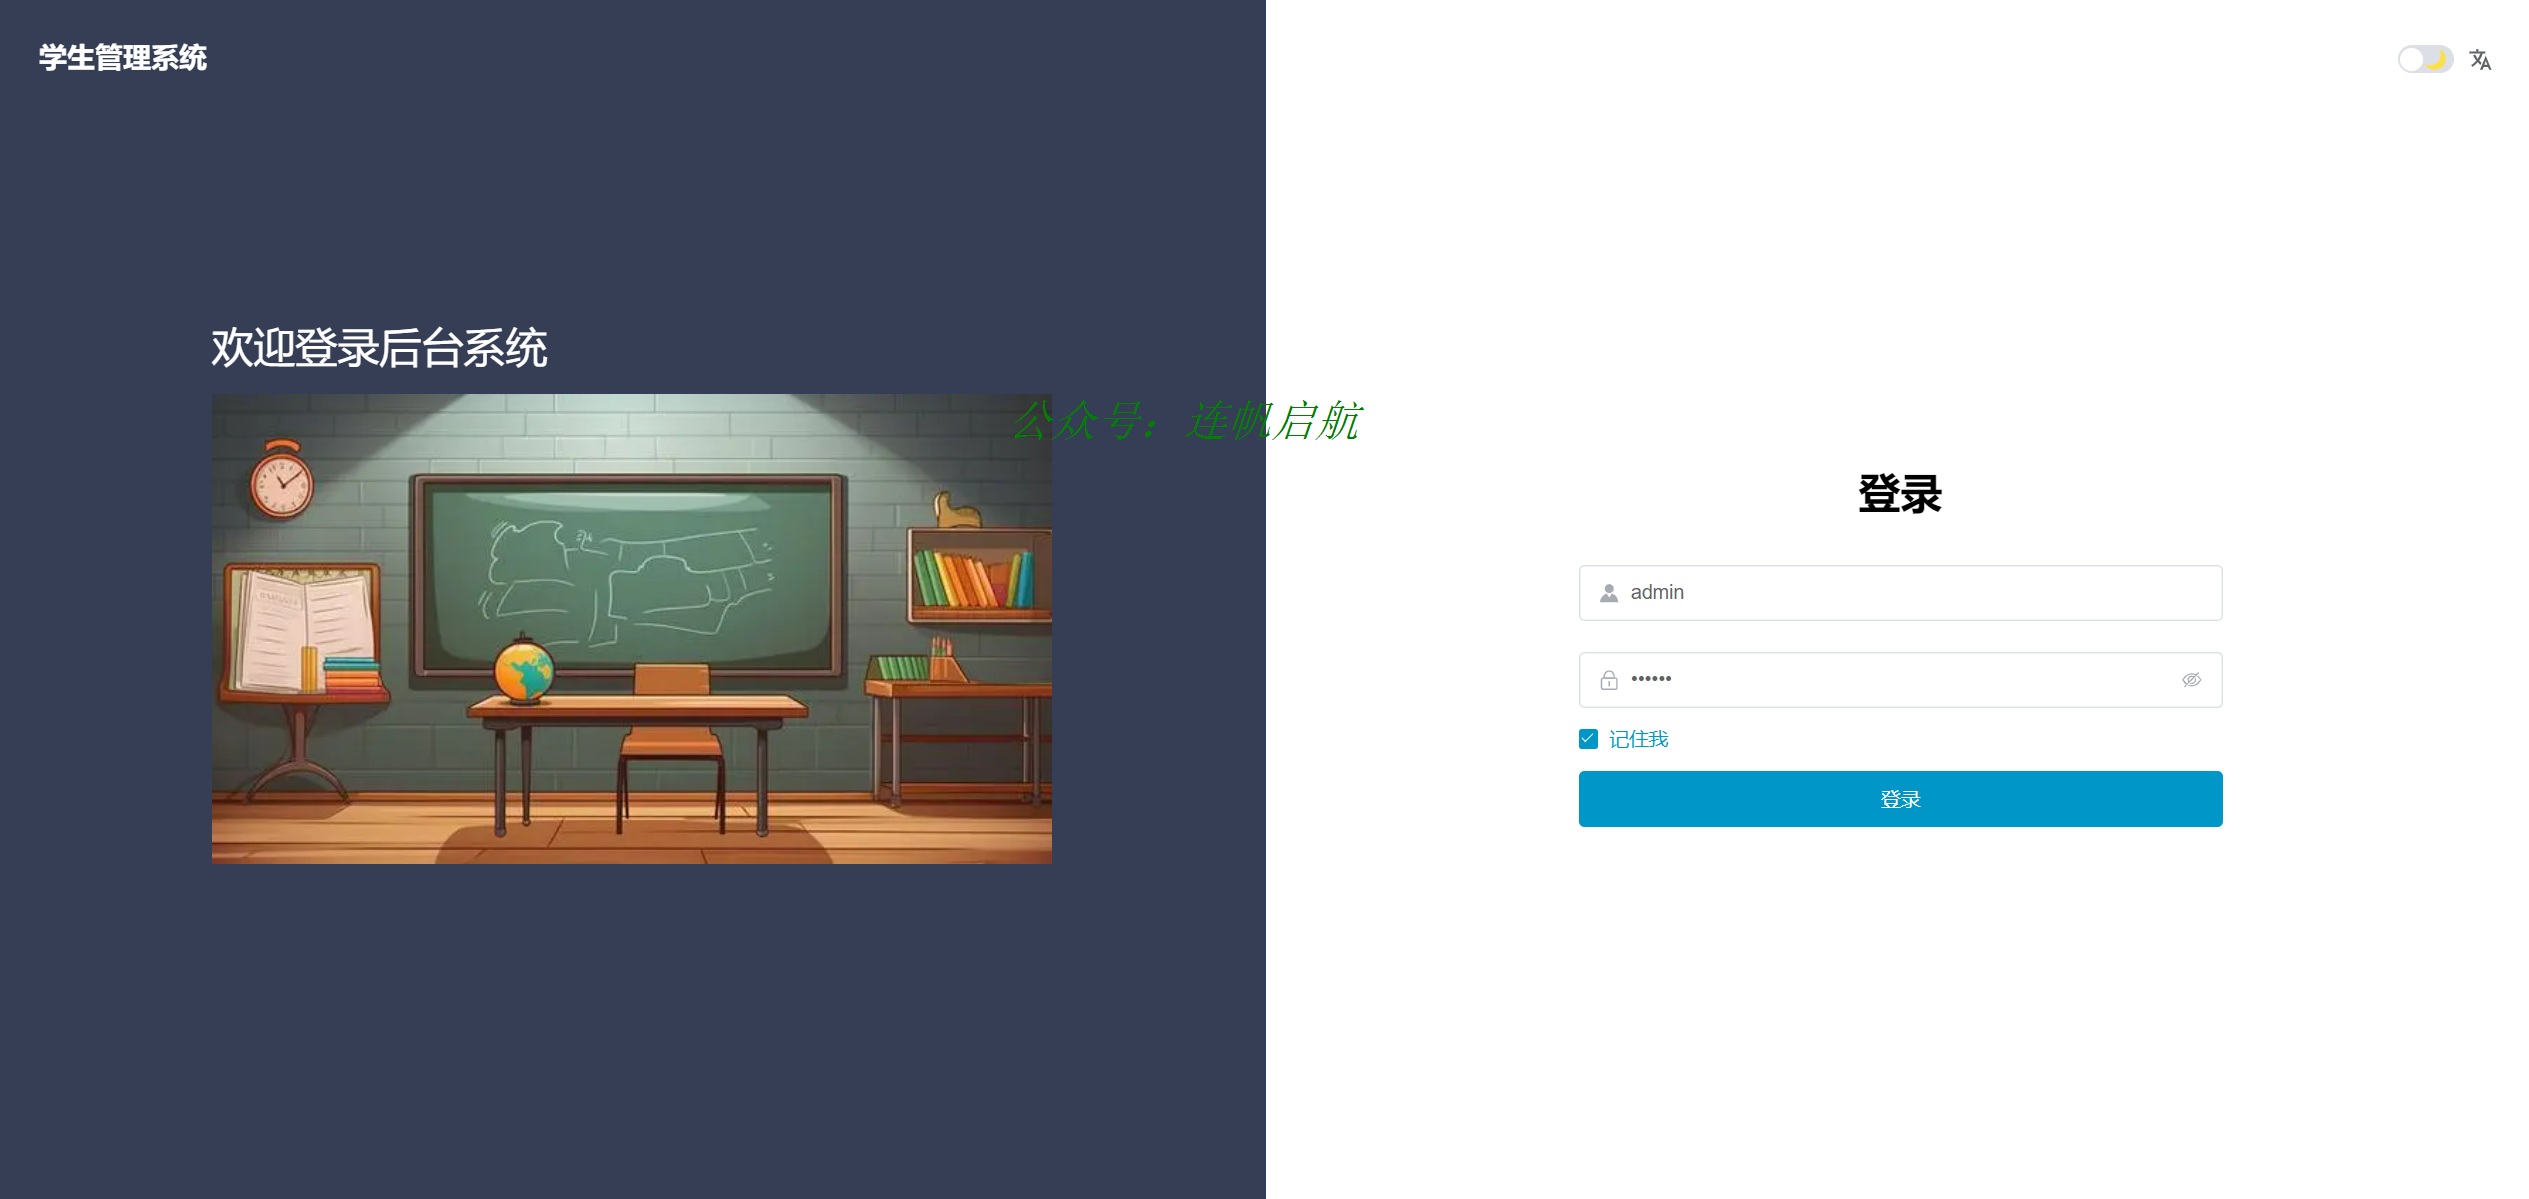 学生管理系统
欢迎登录后台系统
公众号：连帆启航
登录
admin
••••••
记住我
登录